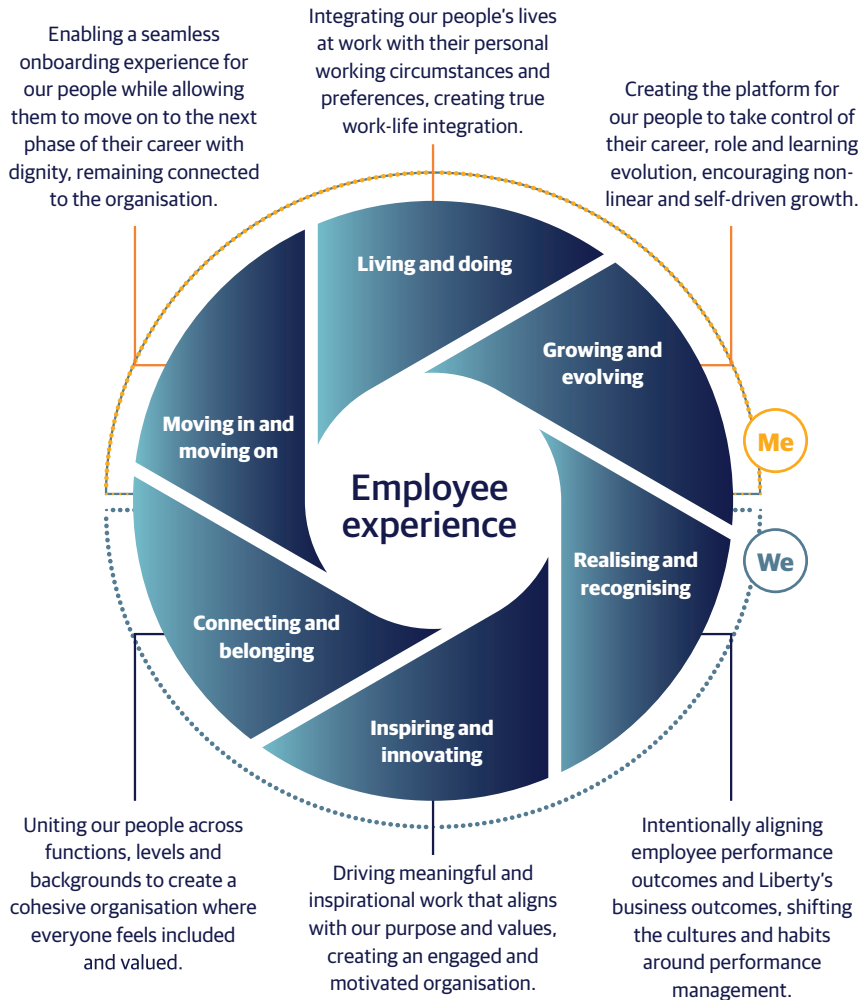 Enabling a seamless
onboarding experience for
our people while allowing
them to move on to the next
phase of their career with
dignity, remaining connected
to the organisation.
Integrating our people's lives
at work with their personal
working circumstances and
preferences, creating true
work-life integration.
Creating the platform for
our people to take control of
their career, role and learning
evolution, encouraging non-
linear and self-driven growth.
Living and doing
Growing and
evolving
Moving in and
moving on
Me
Employee
experience
We
Realising and
recognising
Connecting and
belonging
Inspiring and
innovating
Uniting our people across
functions, levels and
backgrounds to create a
cohesive organisation where
everyone feels included
and valued.
Driving meaningful and
inspirational work that aligns
with our purpose and values,
creating an engaged and
motivated organisation.
Intentionally aligning
employee performance
outcomes and Liberty's
business outcomes, shifting
the cultures and habits
around performance
management.